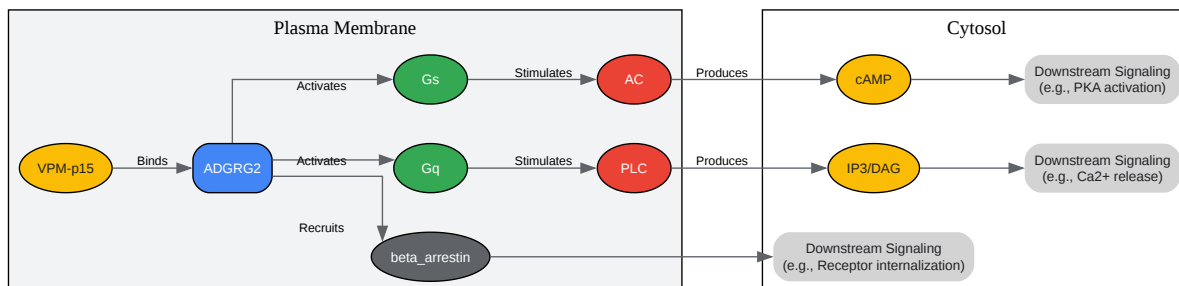 Plasma Membrane
Cytosol
Gs
Stimulates
AC
Produces
cAMP
Downstream Signaling
(e.g., PKA activation)
Activates
VPM-p15
Binds
ADGRG2
Activates
Gq
Stimulates
PLC
Produces
IP3/DAG
Downstream Signaling
(e.g., Ca2+ release)
Recruits
beta_arrestin
Downstream Signaling
(e.g., Receptor internalization)